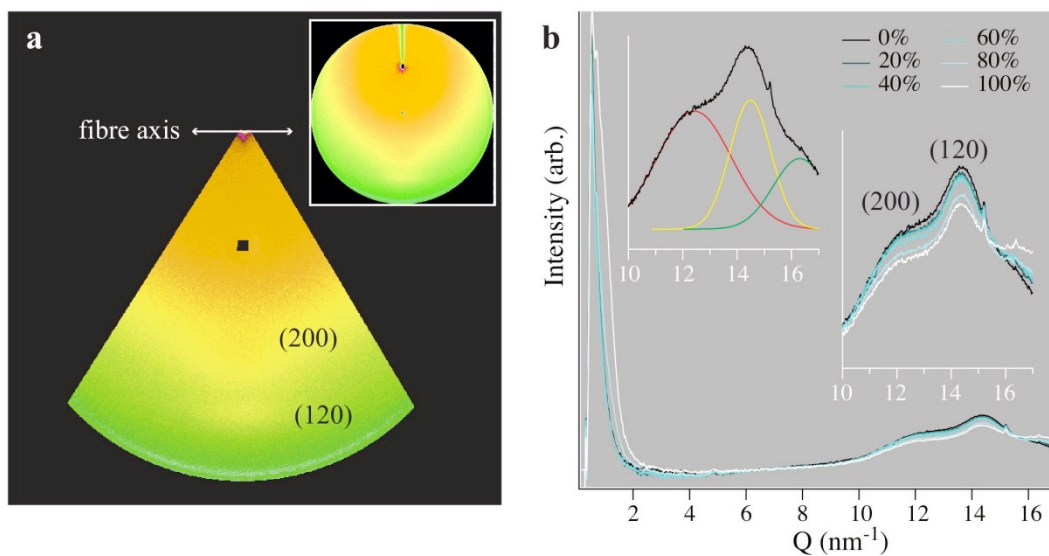 a
fibre axis
(200)
(120)
b
Intensity (arb.)
0%
20%
40%
60%
80%
100%
10 12 14 16
(120)
(200)
10 12 14 16
2 4 6 8 10 12 14 16
Q (nm⁻¹)